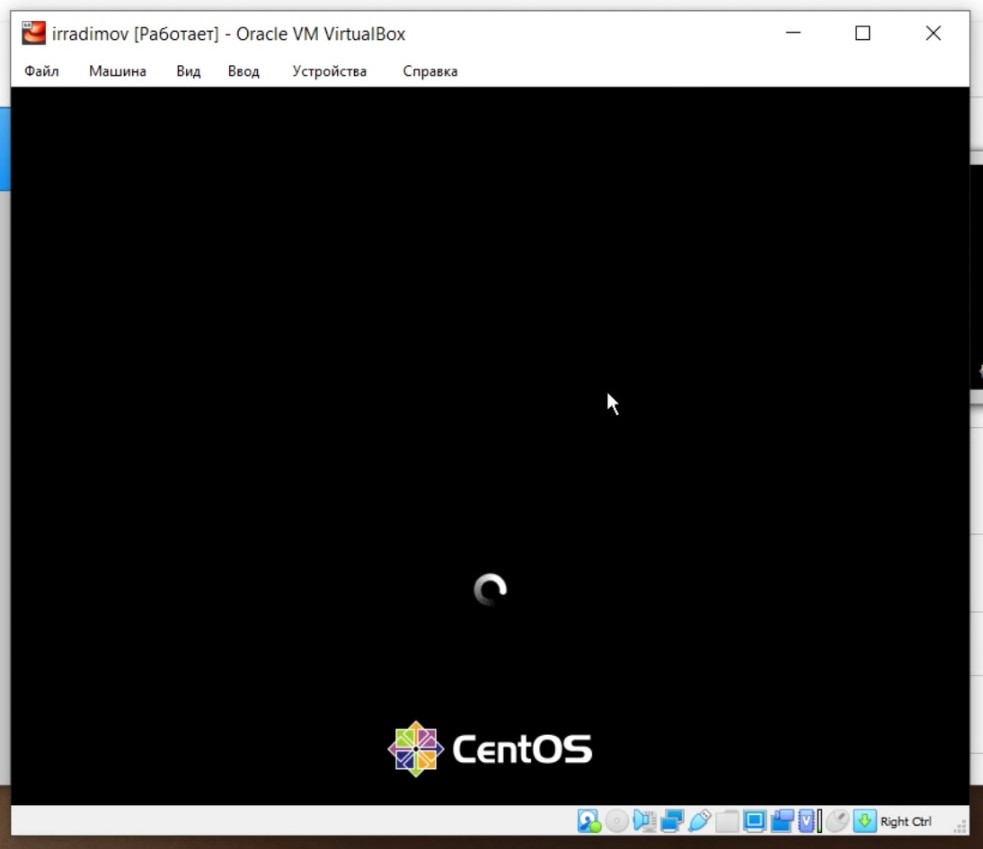 irradimov [Работает] - Oracle VM VirtualBox
Файл Машина Вид Ввод Устройства Справка
CentOS
Right Ctrl